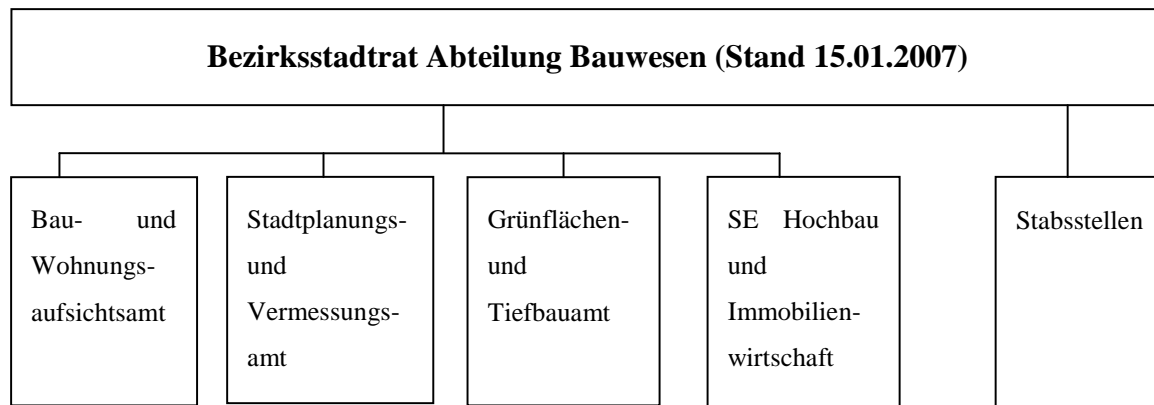 Bezirksstadtrat Abteilung Bauwesen (Stand 15.01.2007)
Bau- und
Wohnungs-
aufsichtsamt
Stadtplanungs-
und
Vermessungs-
amt
Grünflächen-
und
Tiefbauamt
SE Hochbau
und
Immobilien-
wirtschaft
Stabsstellen